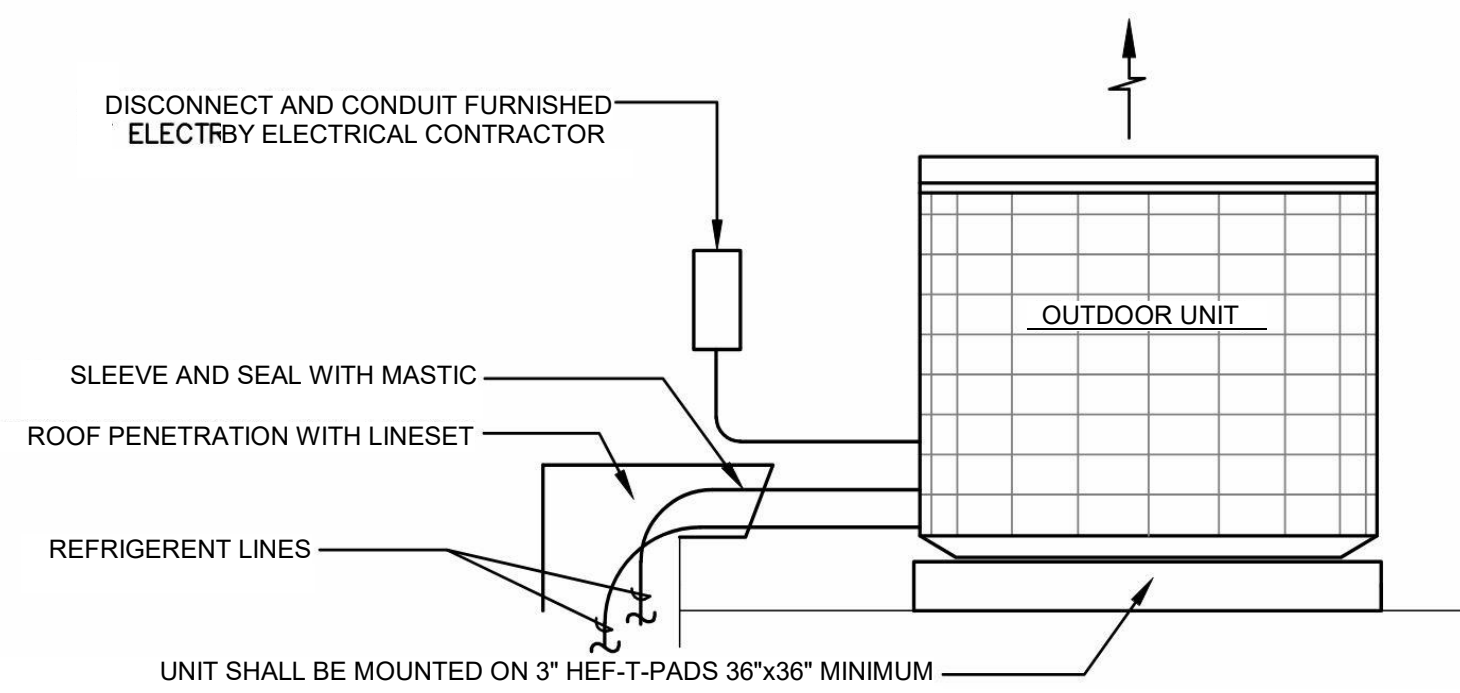 DISCONNECT AND CONDUIT FURNISHED
ELECTRBY ELECTRICAL CONTRACTOR
OUTDOOR UNIT
SLEEVE AND SEAL WITH MASTIC
ROOF PENETRATION WITH LINESET
REFRIGERENT LINES
UNIT SHALL BE MOUNTED ON 3" HEF-T-PADS 36"x36" MINIMUM